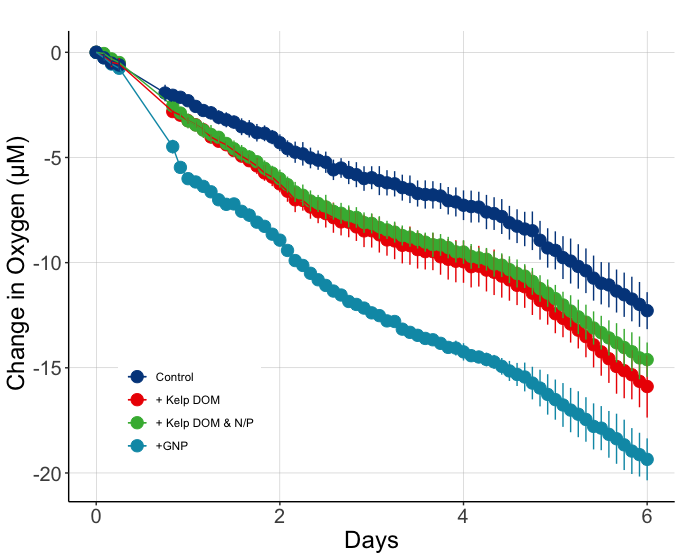 0
-5
-10
-15
-20
Change in Oxygen (µM)
Control
+ Kelp DOM
+ Kelp DOM & N/P
+GNP
0 2 4 6
Days